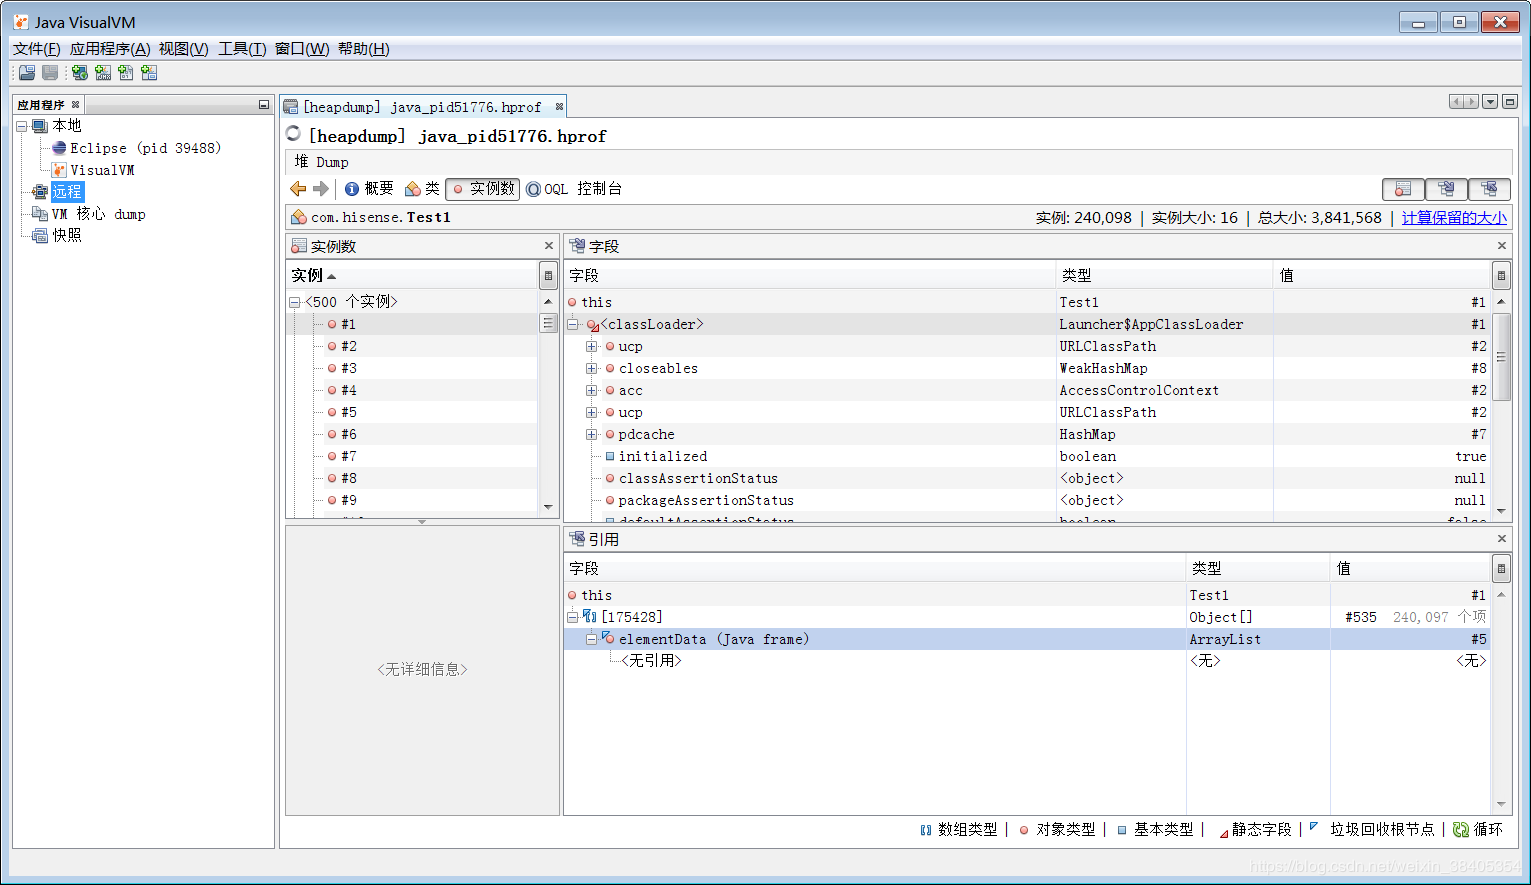 Java VisualVM
文件(F) 应用程序(A) 视图(V) 工具(T) 窗口(W) 帮助(H)
应用程序
本地
Eclipse (pid 39488)
VisualVM
远程
VM 核心 dump
快照
[heapdump] java_pid51776.hprof
[heapdump] java_pid51776.hprof
堆 Dump
概要 类 实例数 OQL 控制台
com.hisense.Test1 实例: 240,098 | 实例大小: 16 | 总大小: 3,841,568 | 计算保留的大小
实例数
实例
<500 个实例>
#1
#2
#3
#4
#5
#6
#7
#8
#9
<无详细信息>
字段
字段 类型 值
this Test1 #1
<classLoader> Launcher$AppClassLoader #1
ucp URLClassPath #2
closeables WeakHashMap #8
acc AccessControlContext #2
ucp URLClassPath #2
pdcache HashMap #7
initialized boolean true
classAssertionStatus <object> null
packageAssertionStatus <object> null
defaultAssertionStatus boolean false
引用
字段 类型 值
this Test1 #1
[175428] Object[] #535 240,097 个项
elementData (Java frame) ArrayList #5
<无引用> <无> <无>
数组类型 | 对象类型 | 基本类型 | 静态字段 | 垃圾回收根节点 | 循环
https://blog.csdn.net/weixin_38405354